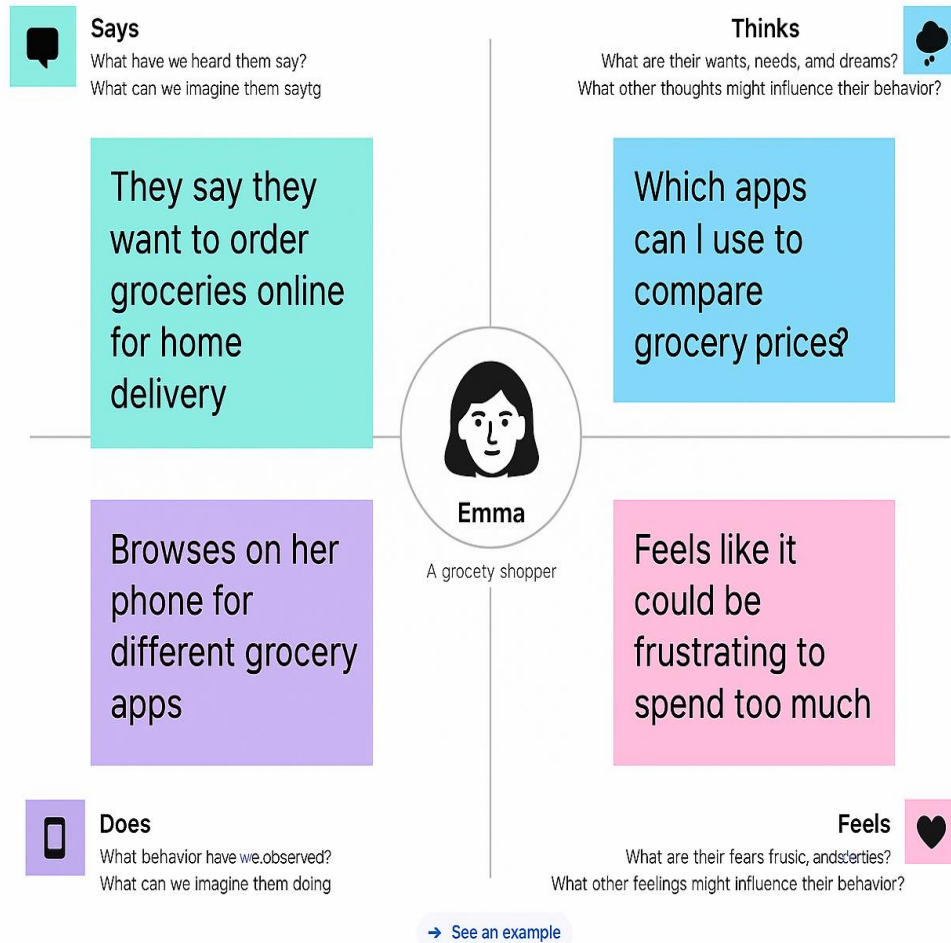 Says
What have we heard them say?
What can we imagine them saytg
Thinks
What are their wants, needs, amd dreams?
What other thoughts might influence their behavior?
They say they
want to order
groceries online
for home
delivery
Which apps
can I use to
compare
grocery prices?
Emma
A grocety shopper
Browses on her
phone for
different grocery
apps
Feels like it
could be
frustrating to
spend too much
Does
What behavior have we.observed?
What can we imagine them doing
Feels
What are their fears frusic,
What other feelings might influence their behavior?
→ See an example